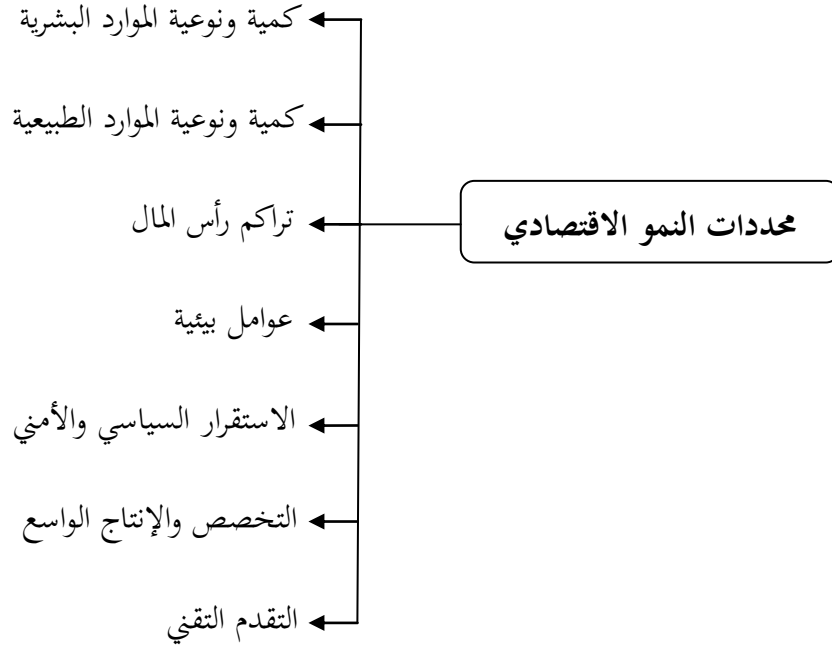 محددات النمو الاقتصادي
كمية ونوعية الموارد البشرية
كمية ونوعية الموارد الطبيعية
تراكم رأس المال
عوامل بيئية
الاستقرار السياسي والأمني
التخصص والإنتاج الواسع
التقدم التقني